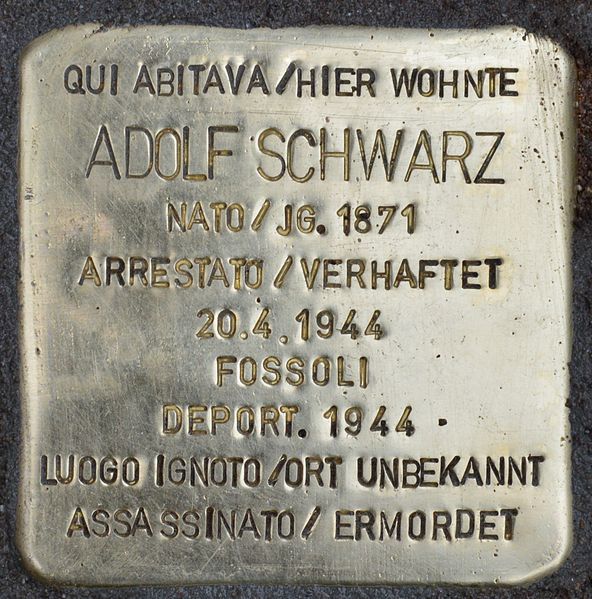 QUI ABITAVA/HIER WOHNTE
ADOLF SCHWARZ
NATO/JG. 1871
ARRESTATO/VERHAFTET
20.4.1944
FOSSOLI
DEPORT. 1944
LUOGO IGNOTO/ORT UNBEKANNT
ASSASSINATO/ERMORDET